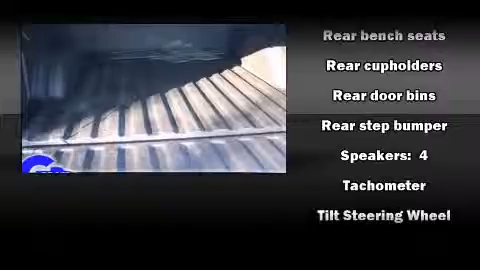 Rear bench seats
Rear cupholders
Rear door bins
Rear step bumper
Speakers: 4
Tachometer
Tilt Steering Wheel